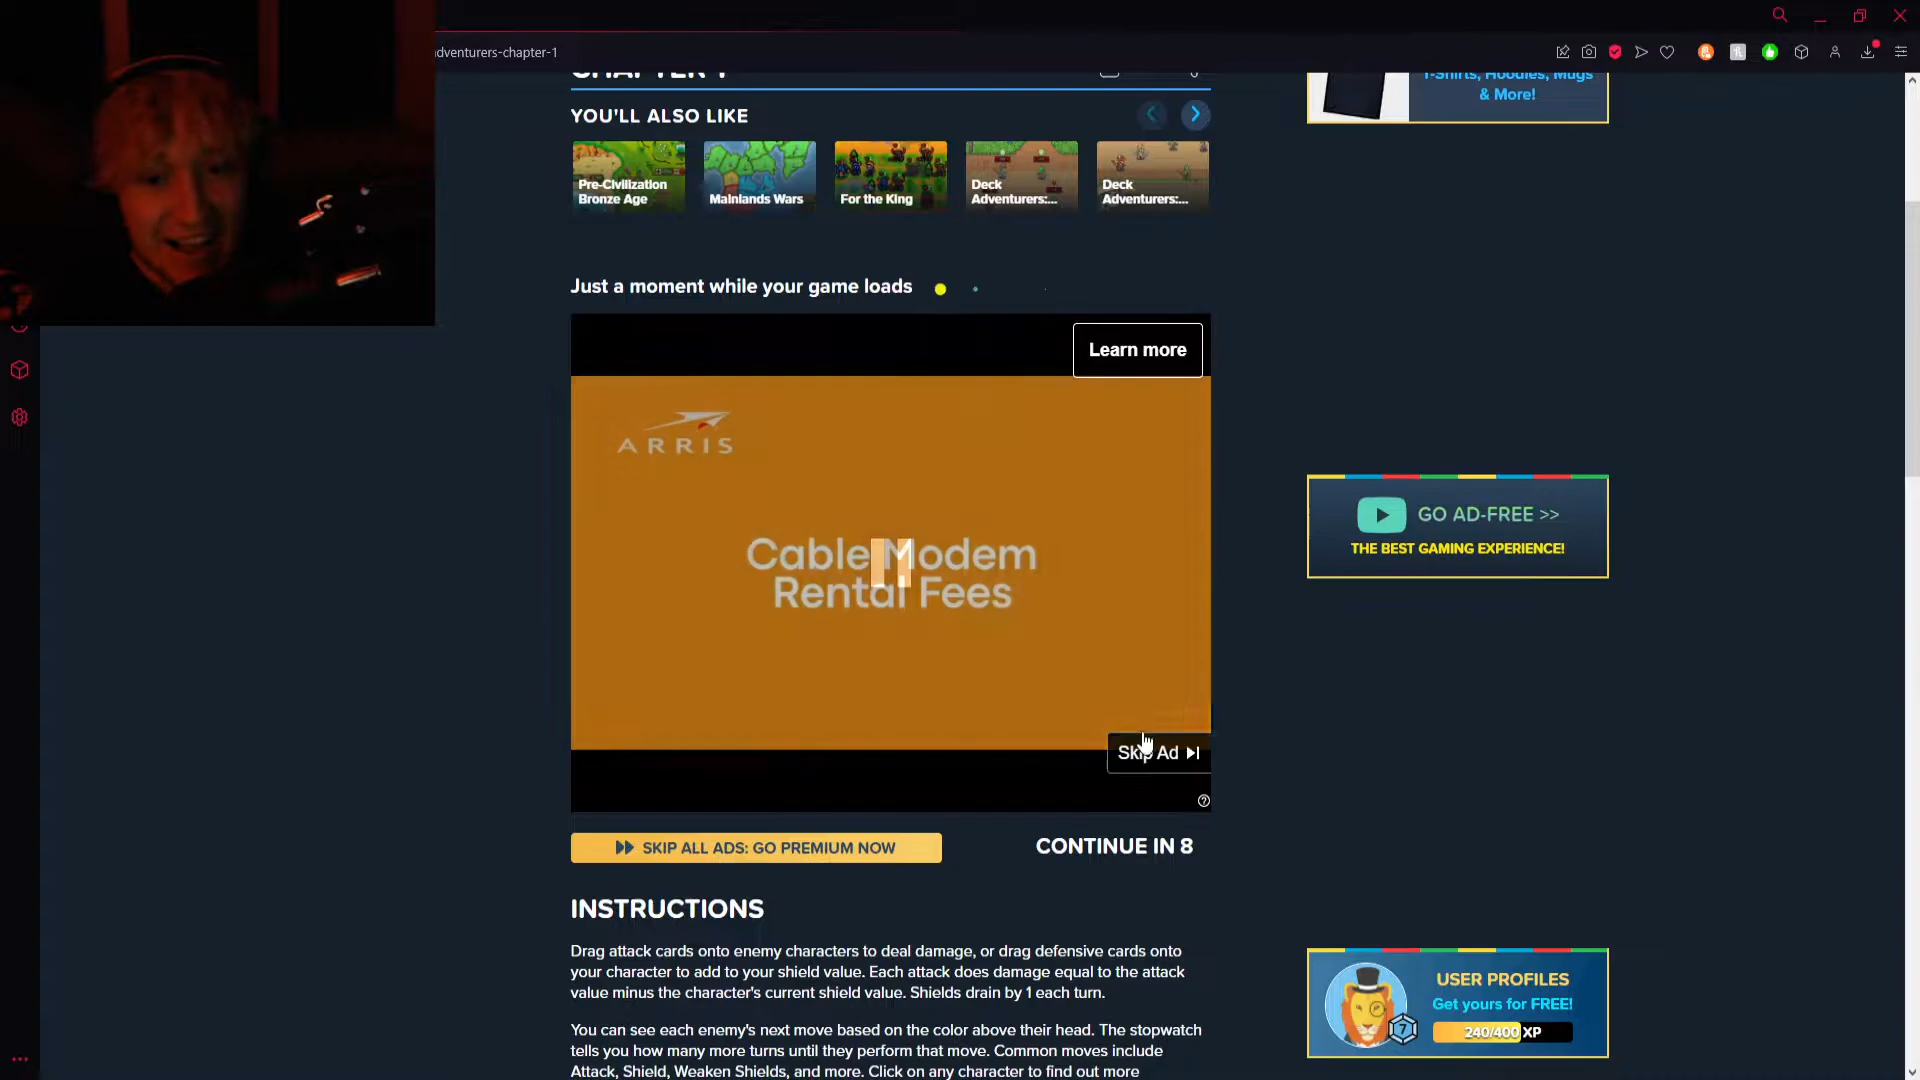 adventurers-chapter-1
T-Shirts, Hoodies, Mugs
& More!
YOU'LL ALSO LIKE
Pre-Civilization
Bronze Age
Mainlands Wars
For the King
Deck
Adventurers:...
Deck
Adventurers:...
Just a moment while your game loads
Learn more
ARRIS
Cable Modem
Rental Fees
GO AD-FREE >>
THE BEST GAMING EXPERIENCE!
Skip Ad
SKIP ALL ADS: GO PREMIUM NOW
CONTINUE IN 8
INSTRUCTIONS
Drag attack cards onto enemy characters to deal damage, or drag defensive cards onto
your character to add to your shield value. Each attack does damage equal to the attack
value minus the character's current shield value. Shields drain by 1 each turn.
You can see each enemy's next move based on the color above their head. The stopwatch
tells you how many more turns until they perform that move. Common moves include
Attack, Shield, Weaken Shields, and more. Click on any character to find out more
USER PROFILES
Get yours for FREE!
7
240/400 XP